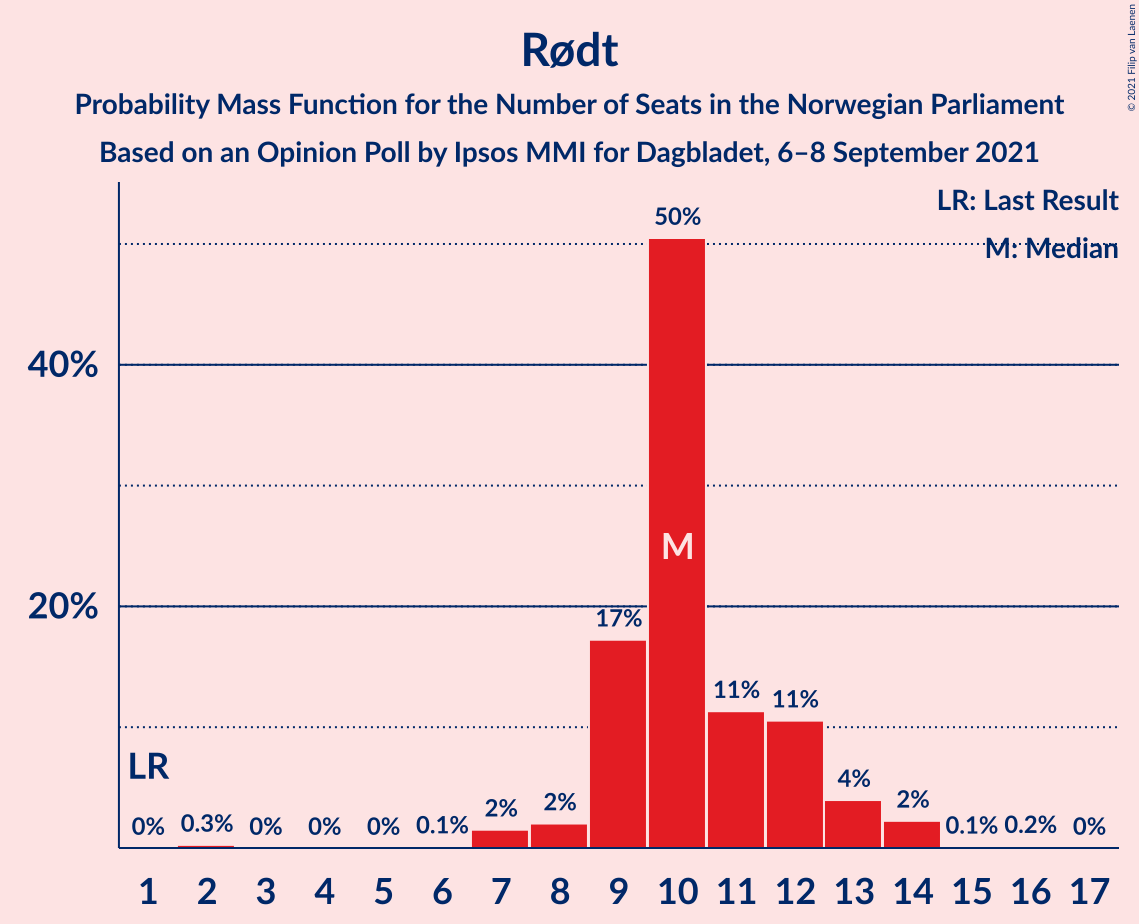 Rødt
Probability Mass Function for the Number of Seats in the Norwegian Parliament
Based on an Opinion Poll by Ipsos MMI for Dagbladet, 6–8 September 2021
© 2021 Filip van Laenen
LR: Last Result
M: Median
50%
40%
M
20%
17%
11% 11%
LR
4%
2% 2% 2%
0% 0.3% 0% 0% 0% 0.1% 0.1% 0.2% 0%
1 2 3 4 5 6 7 8 9 10 11 12 13 14 15 16 17